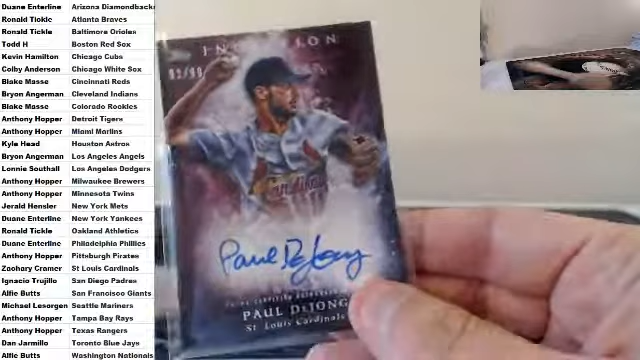 Duane Enterline Arizona Diamondbacks
Ronald Tickle Atlanta Braves
Ronald Tickle Baltimore Orioles
Todd H Boston Red Sox
Kevin Hamilton Chicago Cubs
Colby Anderson Chicago White Sox
Blake Masse Cincinnati Reds
Bryon Angerman Cleveland Indians
Blake Masse Colorado Rookies
Anthony Hopper Detroit Tigers
Anthony Hopper Miami Marlins
Kyle Head Houston Astros
Bryon Angerman Los Angeles Angels
Lonnie Southall Los Angeles Dodgers
Anthony Hopper Milwaukee Brewers
Anthony Hopper Minnesota Twins
Jerald Hensler New York Mets
Duane Enterline New York Yankees
Ronald Tickle Oakland Athletics
Duane Enterline Philadelphia Phillies
Anthony Hopper Pittsburgh Pirates
Zachary Cramer St Louis Cardinals
Ignacio Trujillo San Diego Padres
Alfie Butts San Francisco Giants
Michael Lesorgen Seattle Mariners
Anthony Hopper Tampa Bay Rays
Anthony Hopper Texas Rangers
Dan Jarmillo Toronto Blue Jays
Alfie Butts Washington Nationals
Cardinals
Paul DeJong
PAUL DEJONG
St. Louis Cardinals